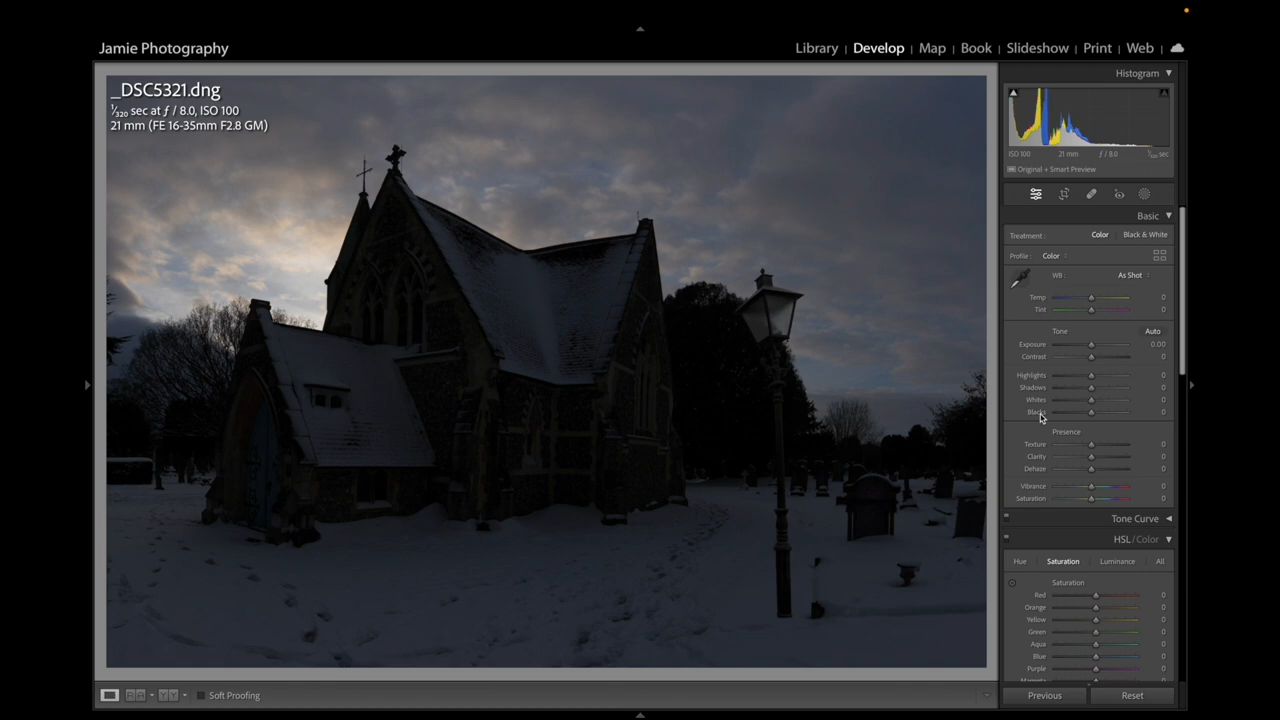 Jamie Photography
Library | Develop | Map | Book | Slideshow | Print | Web |
_DSC5321.dng
1/320 sec at ƒ / 8.0, ISO 100
21 mm (FE 16-35mm F2.8 GM)
Histogram
ISO 100 21 mm ƒ / 8.0 1/320 sec
Original + Smart Preview
Basic
Treatment : Color Black & White
Profile : Color
WB : As Shot
Temp 0
Tint 0
Tone Auto
Exposure 0.00
Contrast 0
Highlights 0
Shadows 0
Whites 0
Blacks 0
Presence
Texture 0
Clarity 0
Dehaze 0
Vibrance 0
Saturation 0
Tone Curve
HSL / Color
Hue Saturation Luminance All
Saturation
Red 0
Orange 0
Yellow 0
Green 0
Aqua 0
Blue 0
Purple 0
Soft Proofing
Previous Reset